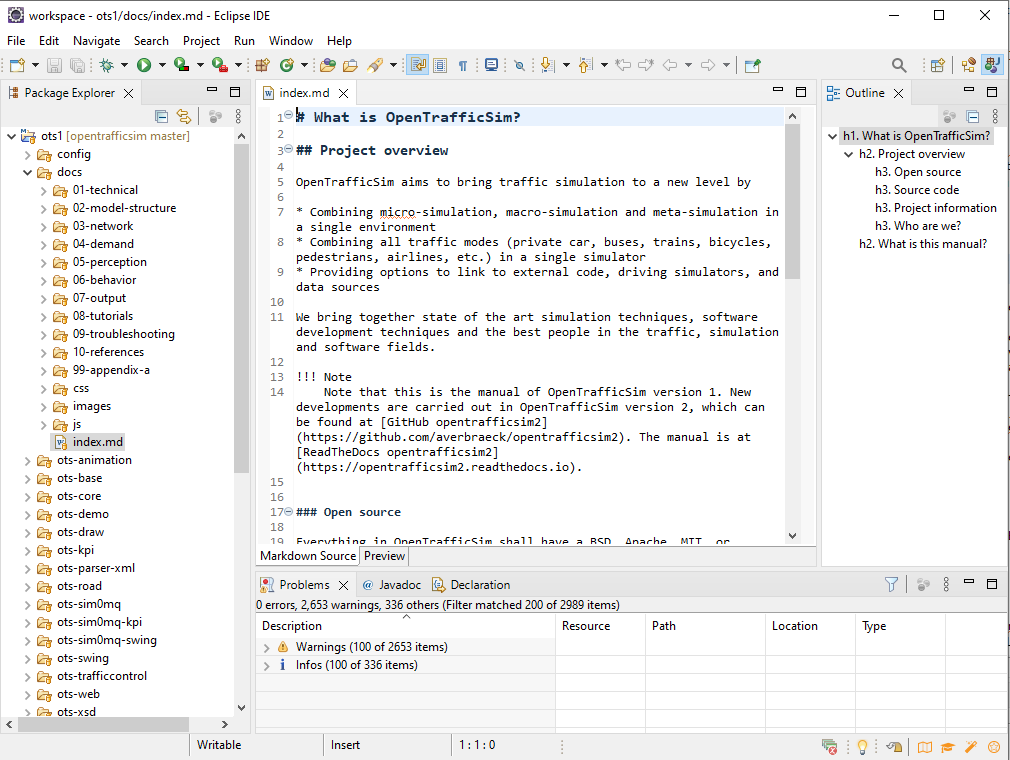 workspace - ots1/docs/index.md - Eclipse IDE
File Edit Navigate Search Project Run Window Help
Package Explorer
ots1 [opentrafficsim master]
config
docs
01-technical
02-model-structure
03-network
04-demand
05-perception
06-behavior
07-output
08-tutorials
09-troubleshooting
10-references
99-appendix-a
css
images
js
index.md
ots-animation
ots-base
ots-core
ots-demo
ots-draw
ots-kpi
ots-parser-xml
ots-road
ots-sim0mq
ots-sim0mq-kpi
ots-sim0mq-swing
ots-swing
ots-trafficcontrol
ots-web
ots-xsd
index.md
1 # What is OpenTrafficSim?
2
3 ## Project overview
4
5 OpenTrafficSim aims to bring traffic simulation to a new level by
6
7 * Combining micro-simulation, macro-simulation and meta-simulation in
a single environment
8 * Combining all traffic modes (private car, buses, trains, bicycles,
pedestrians, airlines, etc.) in a single simulator
9 * Providing options to link to external code, driving simulators, and
data sources
10
11 We bring together state of the art simulation techniques, software
development techniques and the best people in the traffic, simulation
and software fields.
12
13 !!! Note
14 Note that this is the manual of OpenTrafficSim version 1. New
developments are carried out in OpenTrafficSim version 2, which can
be found at [GitHub opentrafficsim2]
(https://github.com/averbraeck/opentrafficsim2). The manual is at
[ReadTheDocs opentrafficsim2]
(https://opentrafficsim2.readthedocs.io).
15
16
17 ### Open source
18
19 Everything in OpenTrafficSim shall have a BSD, Apache, MIT, or
Markdown Source Preview
Outline
h1. What is OpenTrafficSim?
h2. Project overview
h3. Open source
h3. Source code
h3. Project information
h3. Who are we?
h2. What is this manual?
Problems @ Javadoc Declaration
0 errors, 2,653 warnings, 336 others (Filter matched 200 of 2989 items)
Description Resource Path Location Type
Warnings (100 of 2653 items)
i Infos (100 of 336 items)
Writable Insert 1 : 1 : 0